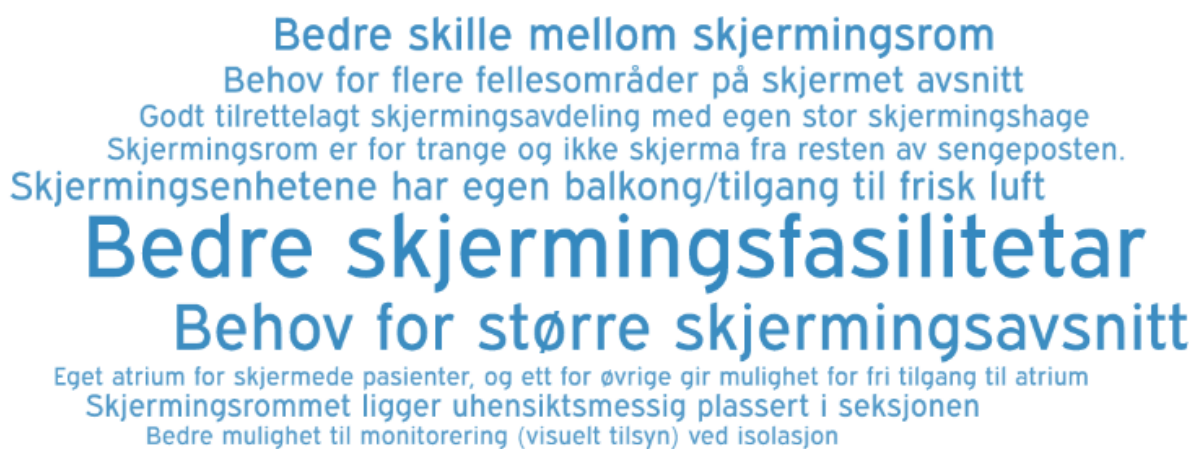 Bedre skille mellom skjermingsrom
Behov for flere fellesområder på skjermet avsnitt
Godt tilrettelagt skjermingsavdeling med egen stor skjermingshage
Skjermingsrom er for trange og ikke skjerma fra resten av sengeposten.
Skjermingsenhetene har egen balkong/tilgang til frisk luft
Bedre skjermingsfasilitetar
Behov for større skjermingsavsnitt
Eget atrium for skjermede pasienter, og ett for øvrige gir mulighet for fri tilgang til atrium
Skjermingsrommet ligger uhensiktsmessig plassert i seksjonen
Bedre mulighet til monitorering (visuelt tilsyn) ved isolasjon